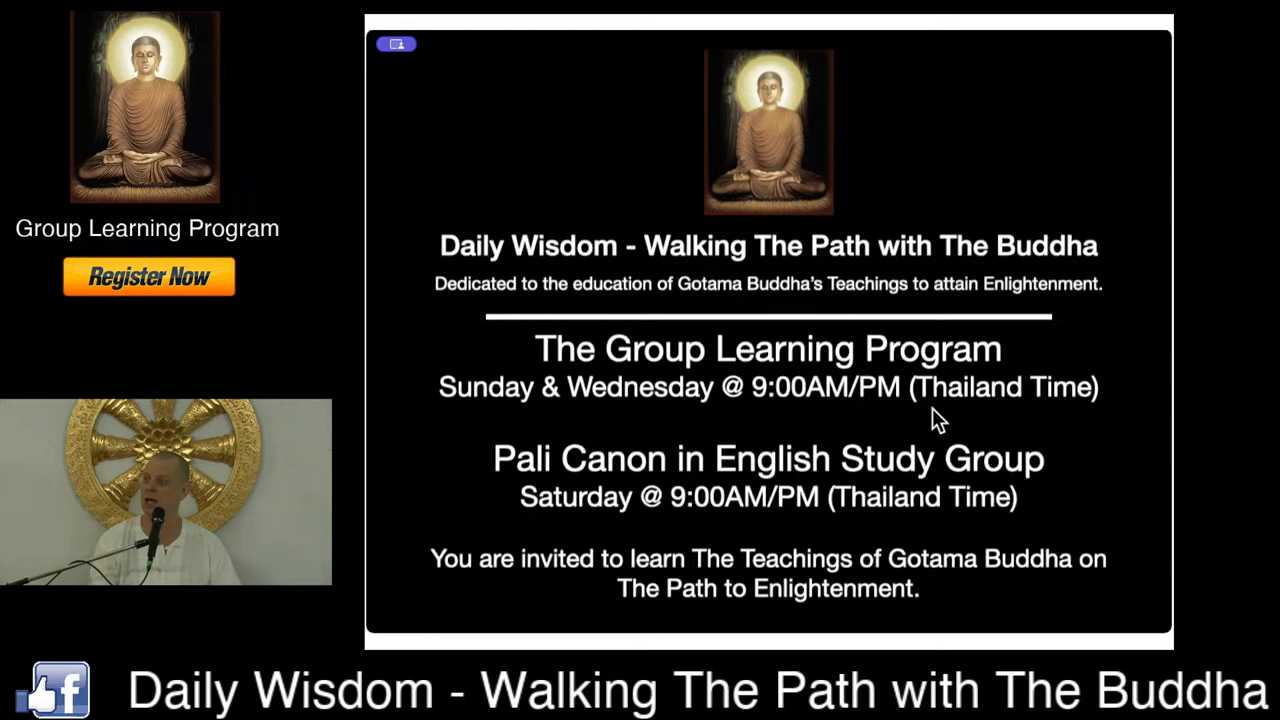 Group Learning Program
Register Now
Daily Wisdom - Walking The Path with The Buddha
Dedicated to the education of Gotama Buddha's Teachings to attain Enlightenment.
The Group Learning Program
Sunday & Wednesday @ 9:00AM/PM (Thailand Time)
Pali Canon in English Study Group
Saturday @ 9:00AM/PM (Thailand Time)
You are invited to learn The Teachings of Gotama Buddha on
The Path to Enlightenment.
f Daily Wisdom - Walking The Path with The Buddha